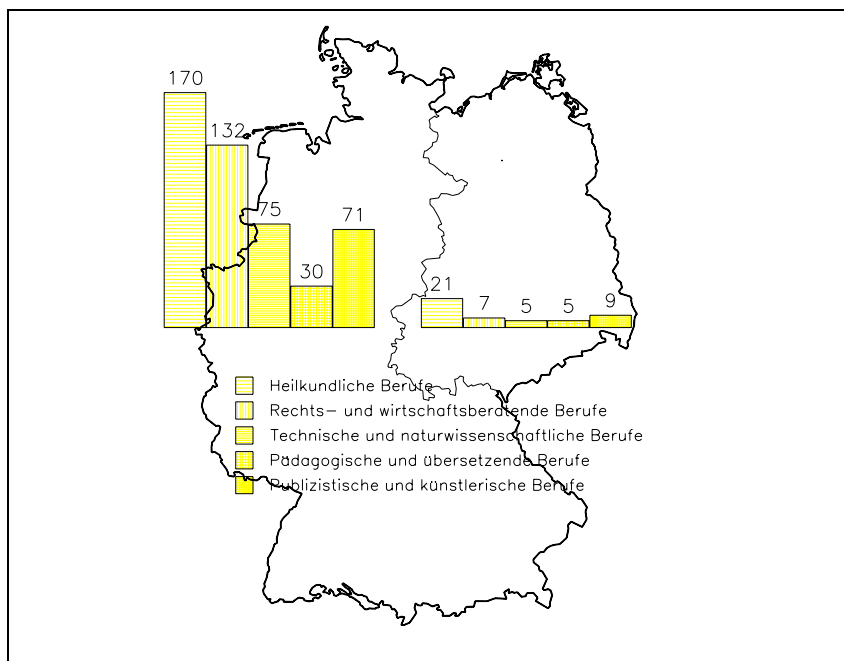 170
132
75
30
71
21
7
5
5
9
Heilkundliche Berufe
Rechts- und wirtschaftsberatende Berufe
Technische und naturwissenschaftliche Berufe
Pädagogische und übersetzende Berufe
Publizistische und künstlerische Berufe